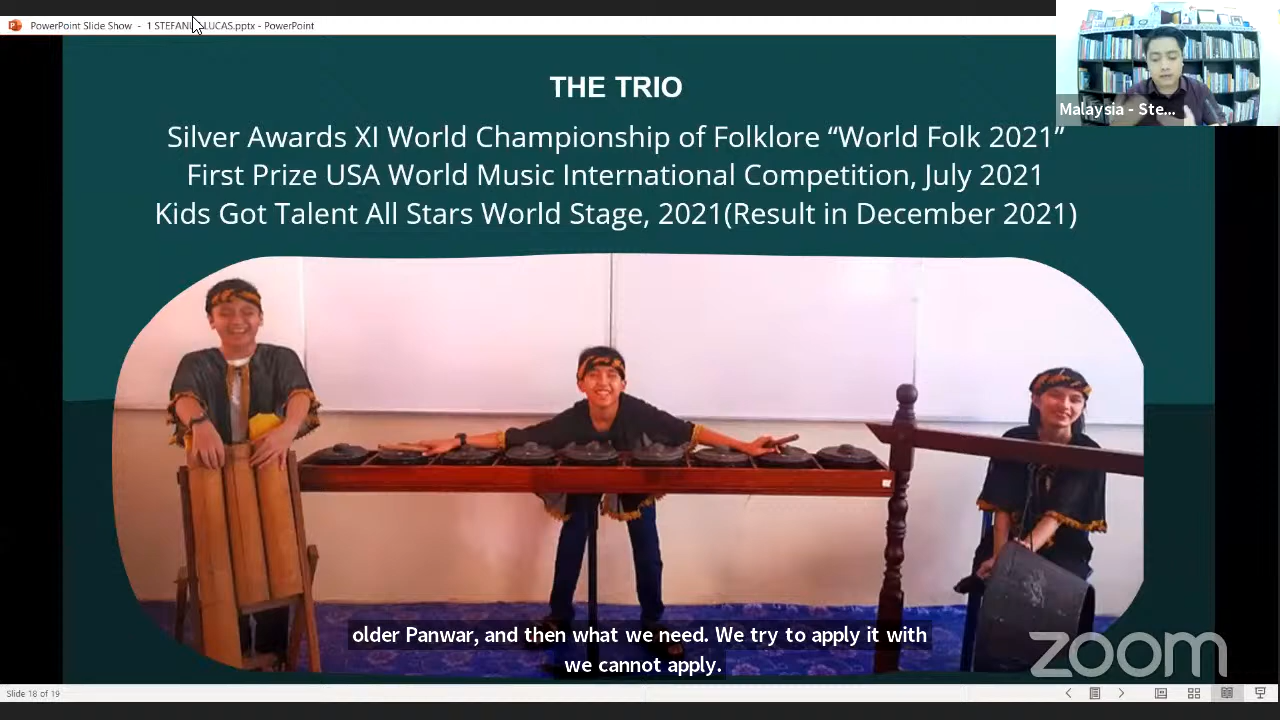 PowerPoint Slide Show - 1 STEFANU LUCAS.pptx - PowerPoint
Malaysia - Ste...
THE TRIO
Silver Awards XI World Championship of Folklore “World Folk 2021”
First Prize USA World Music International Competition, July 2021
Kids Got Talent All Stars World Stage, 2021(Result in December 2021)
older Panwar, and then what we need. We try to apply it with
we cannot apply.
zoom
Slide 18 of 19